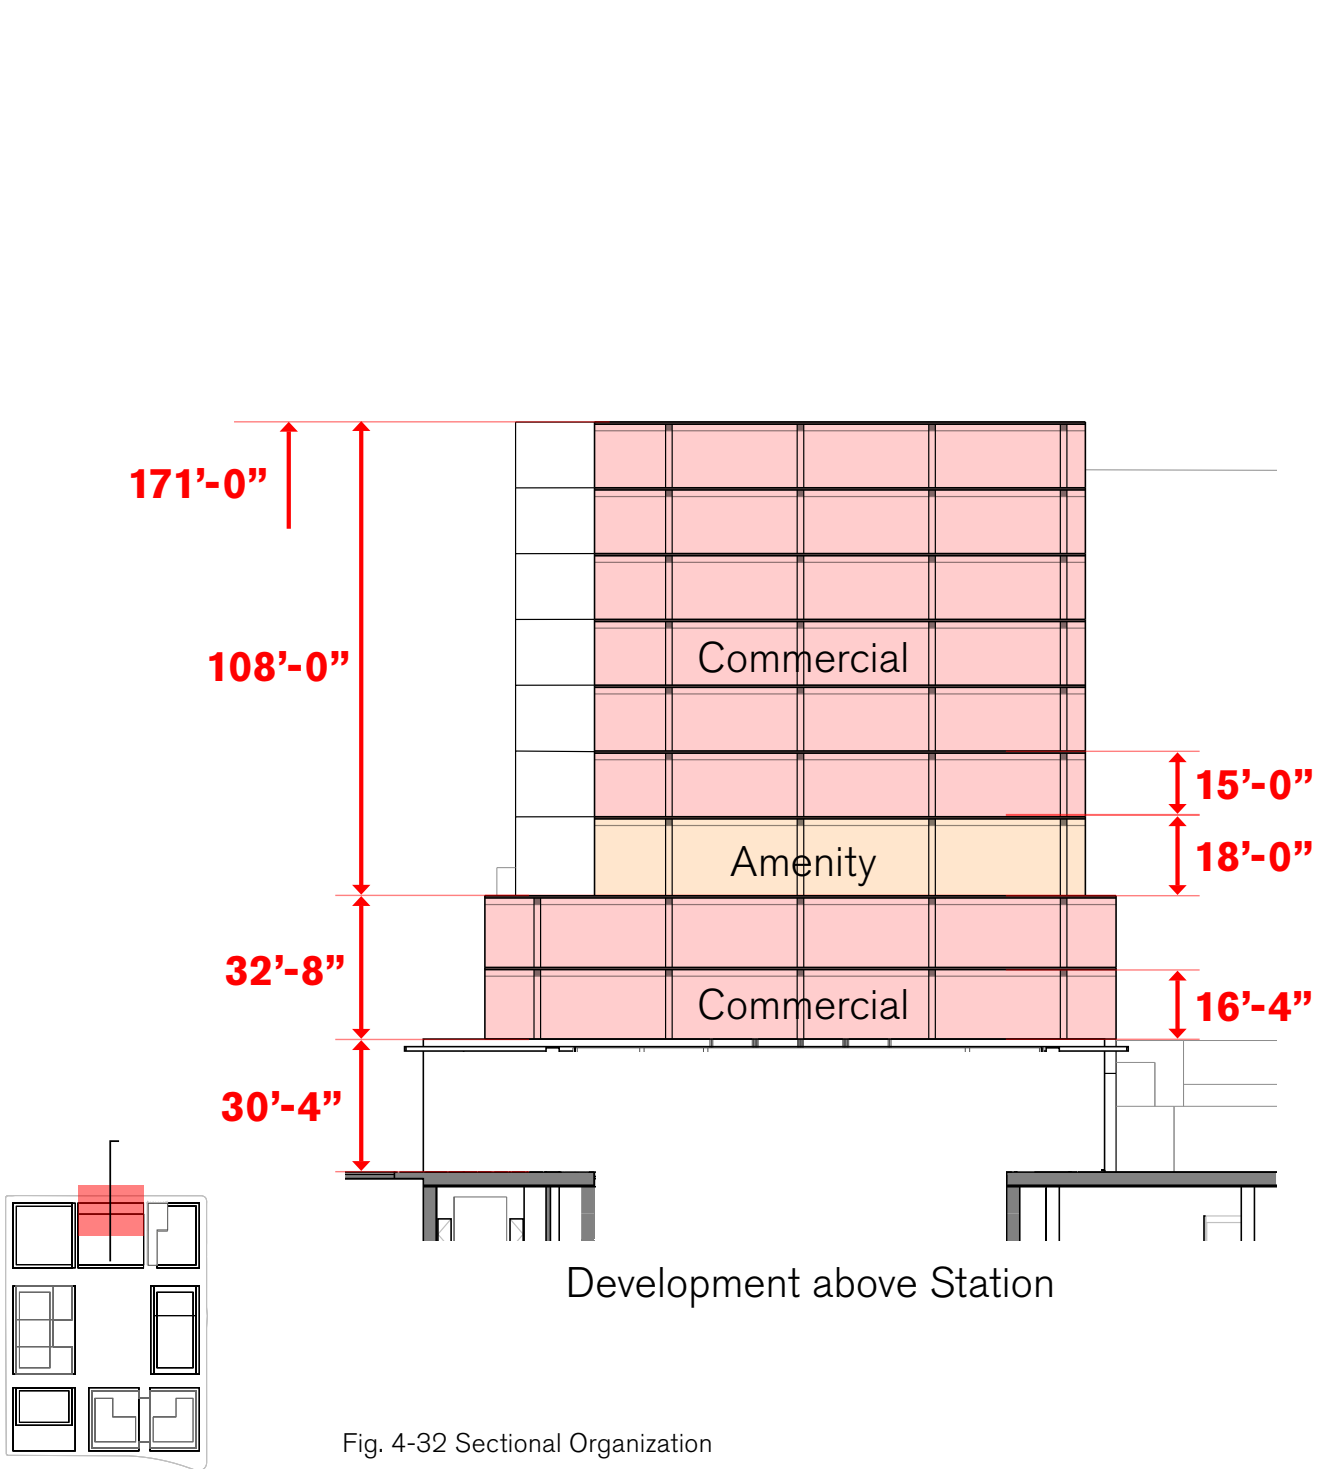 171’-0”
108’-0”
Commercial
15’-0”
18’-0”
Amenity
32’-8”
Commercial
16’-4”
30’-4”
Development above Station
Fig. 4-32 Sectional Organization